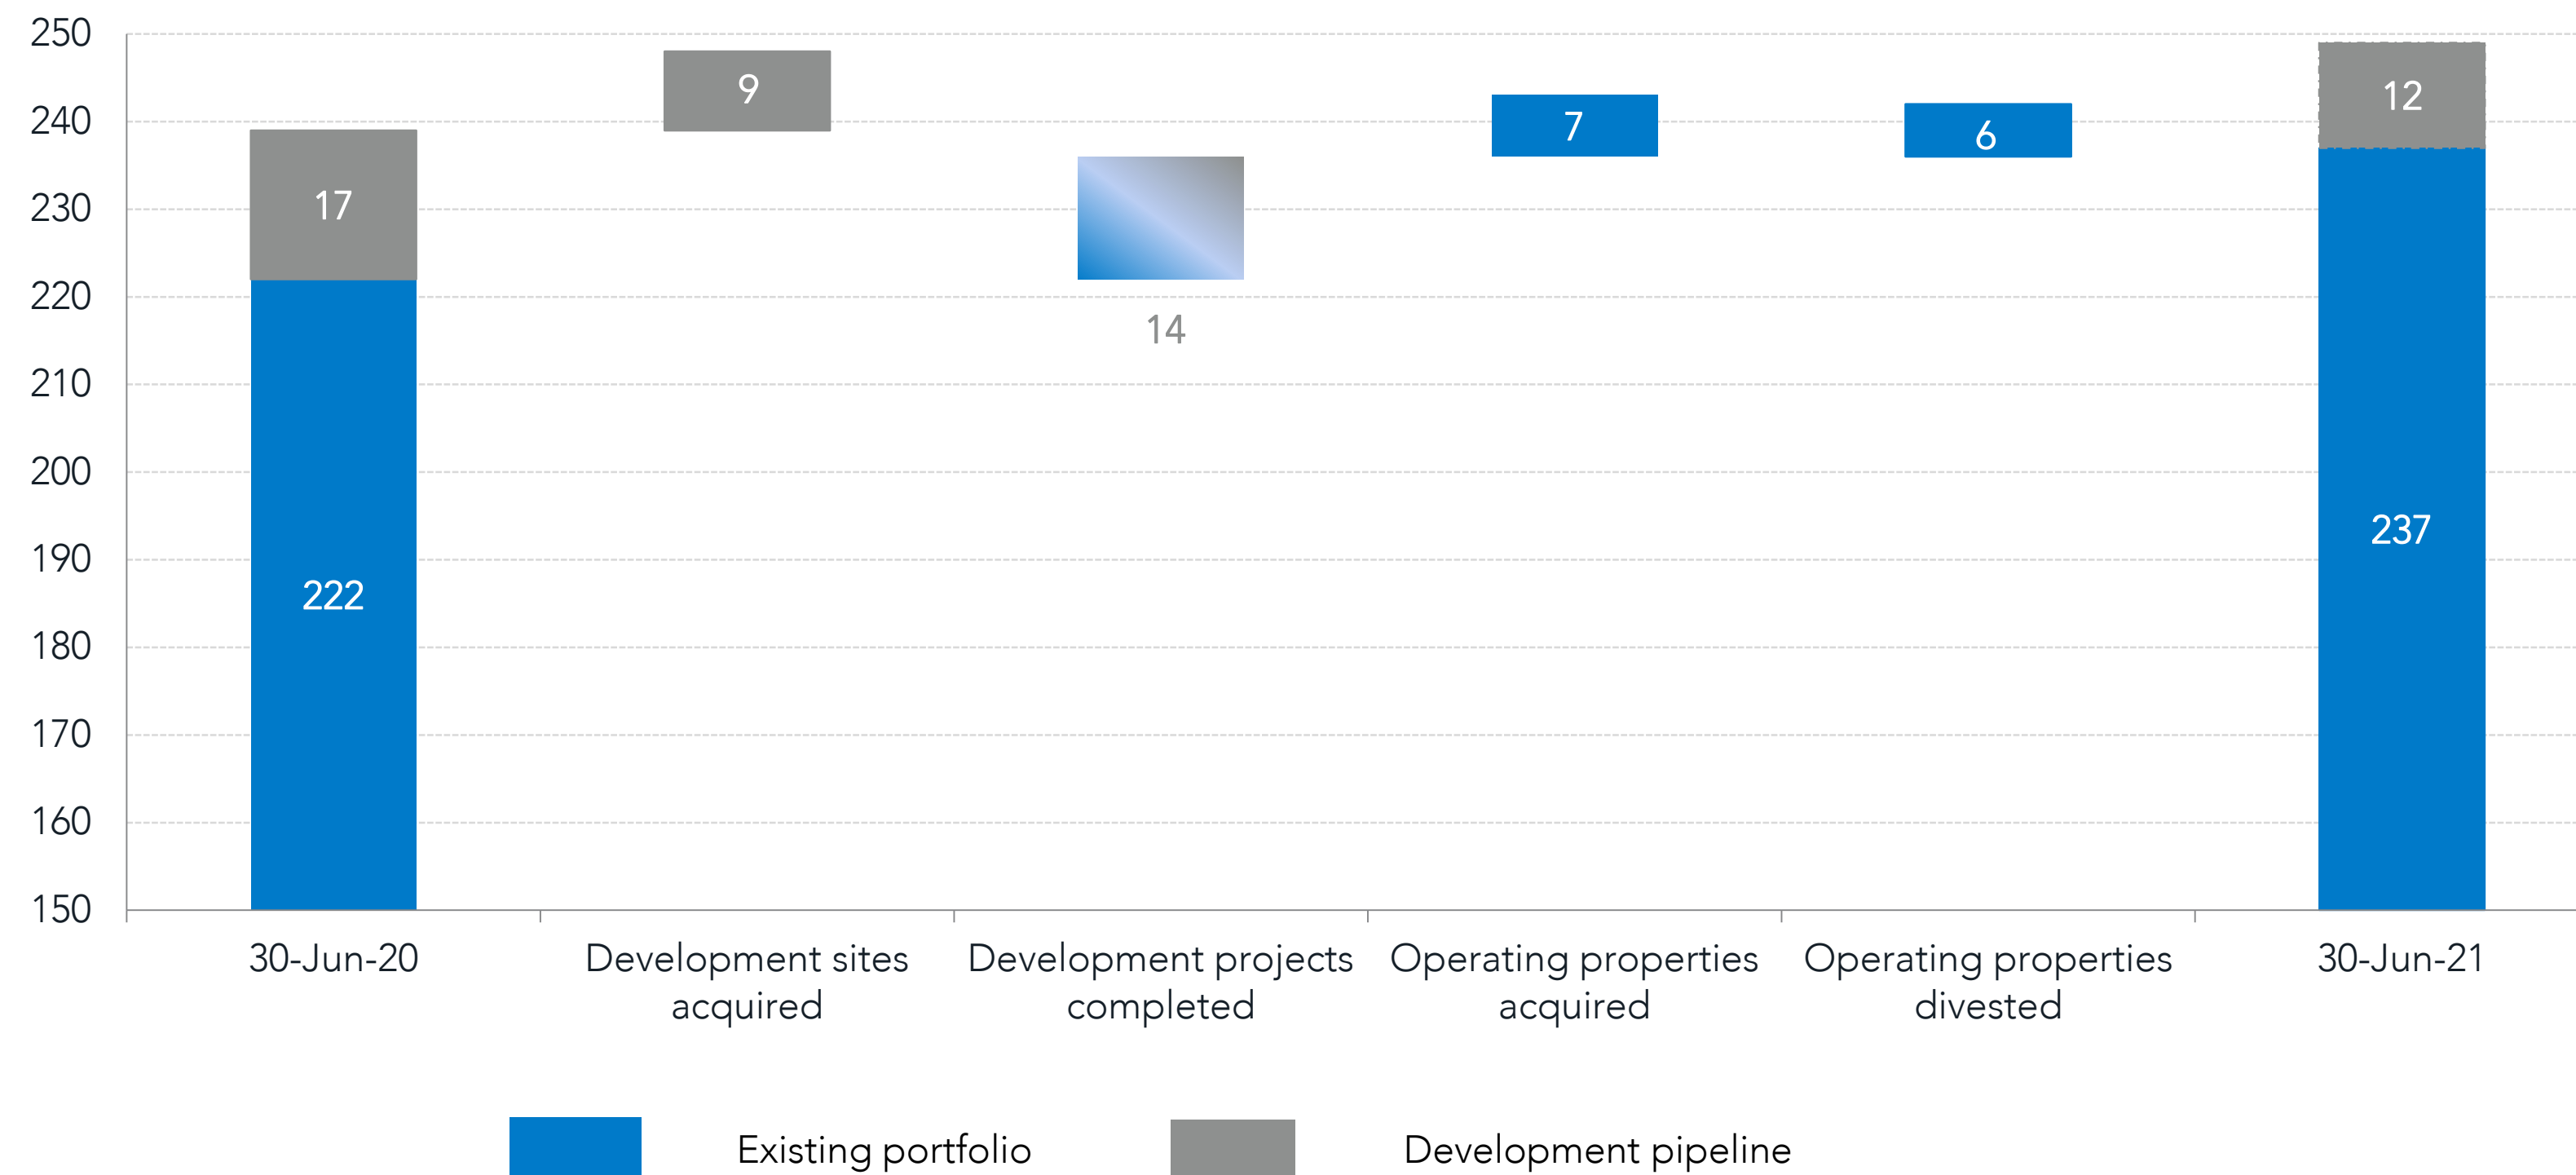 250
240
230
220
210
200
190
180
170
160
150
17
222
9
14
7
6
12
237
30-Jun-20
Development sites
acquired
Development projects
completed
Operating properties
acquired
Operating properties
divested
30-Jun-21
Existing portfolio
Development pipeline